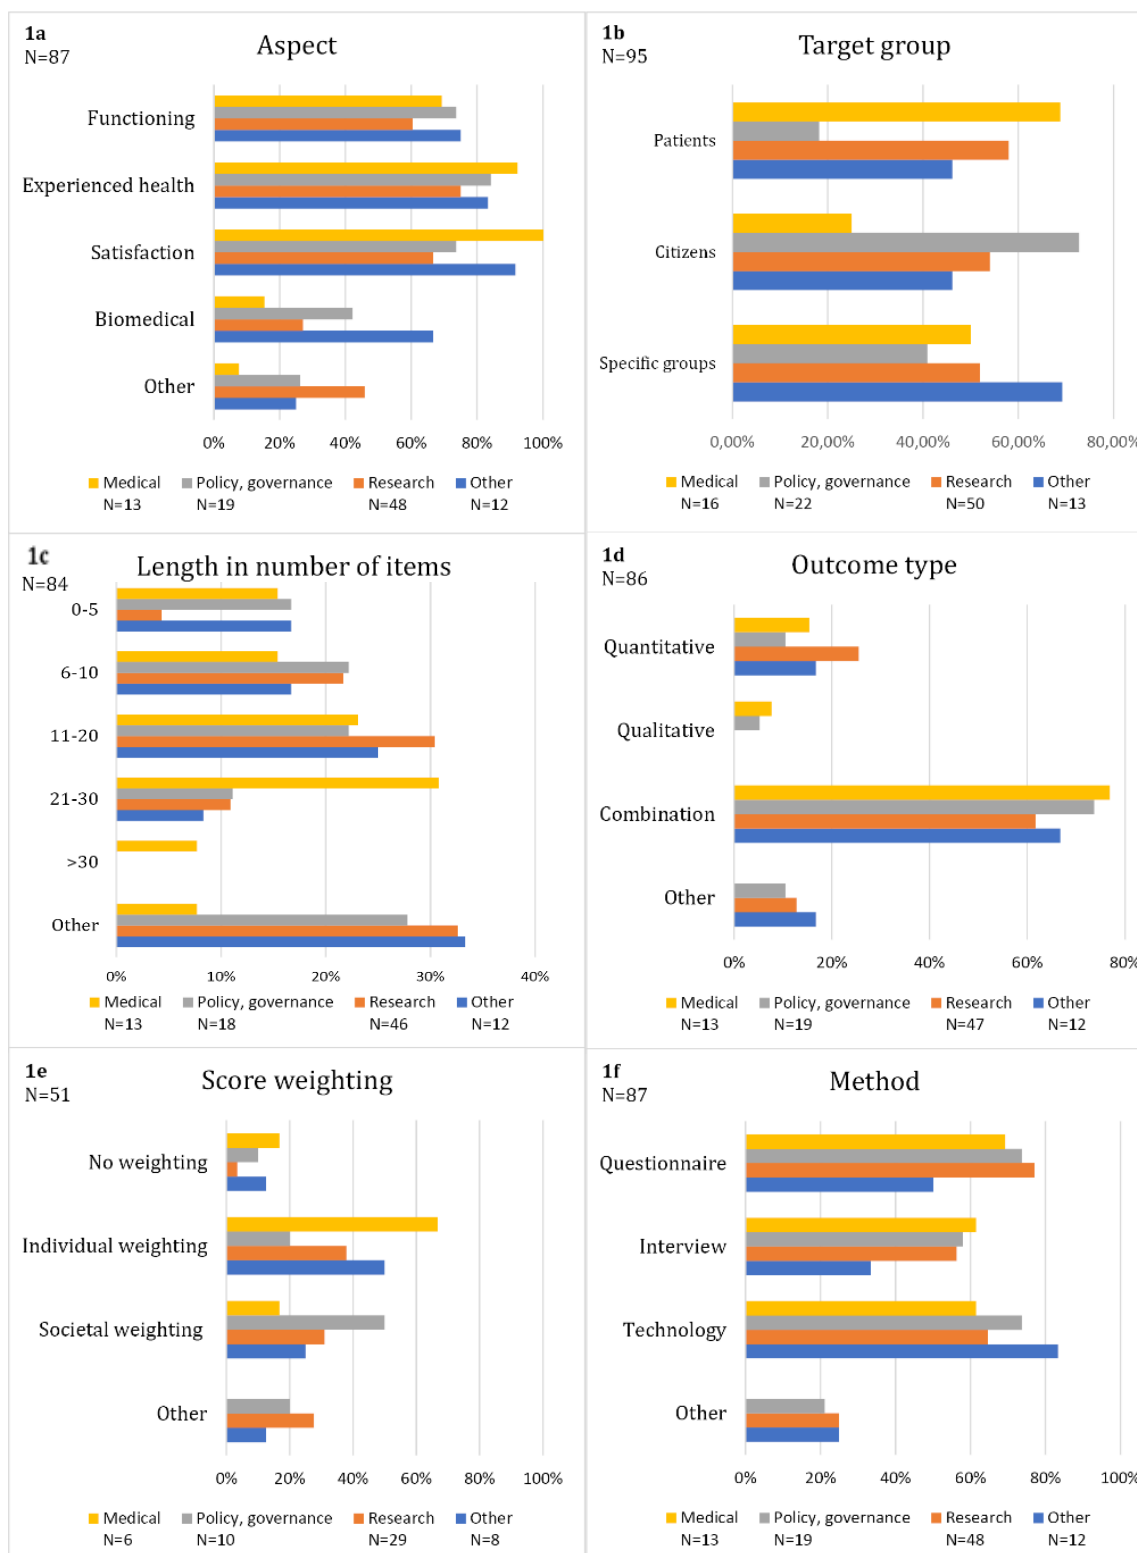 1a
N=87
Aspect
Functioning
Experienced health
Satisfaction
Biomedical
Other
0% 20% 40% 60% 80% 100%
Medical Policy, governance Research Other
N=13 N=19 N=48 N=12
1b
N=95
Target group
Patients
Citizens
Specific groups
0,00% 20,00% 40,00% 60,00% 80,00%
Medical Policy, governance Research Other
N=16 N=22 N=50 N=13
1c
N=84
Length in number of items
0-5
6-10
11-20
21-30
>30
Other
0% 10% 20% 30% 40%
Medical Policy, governance Research Other
N=13 N=18 N=46 N=12
1d
N=86
Outcome type
Quantitative
Qualitative
Combination
Other
0% 20% 40% 60% 80%
Medical Policy, governance Research Other
N=13 N=19 N=47 N=12
1e
N=51
Score weighting
No weighting
Individual weighting
Societal weighting
Other
0% 20% 40% 60% 80% 100%
Medical Policy, governance Research Other
N=6 N=10 N=29 N=8
1f
N=87
Method
Questionnaire
Interview
Technology
Other
0% 20% 40% 60% 80% 100%
Medical Policy, governance Research Other
N=13 N=19 N=48 N=12